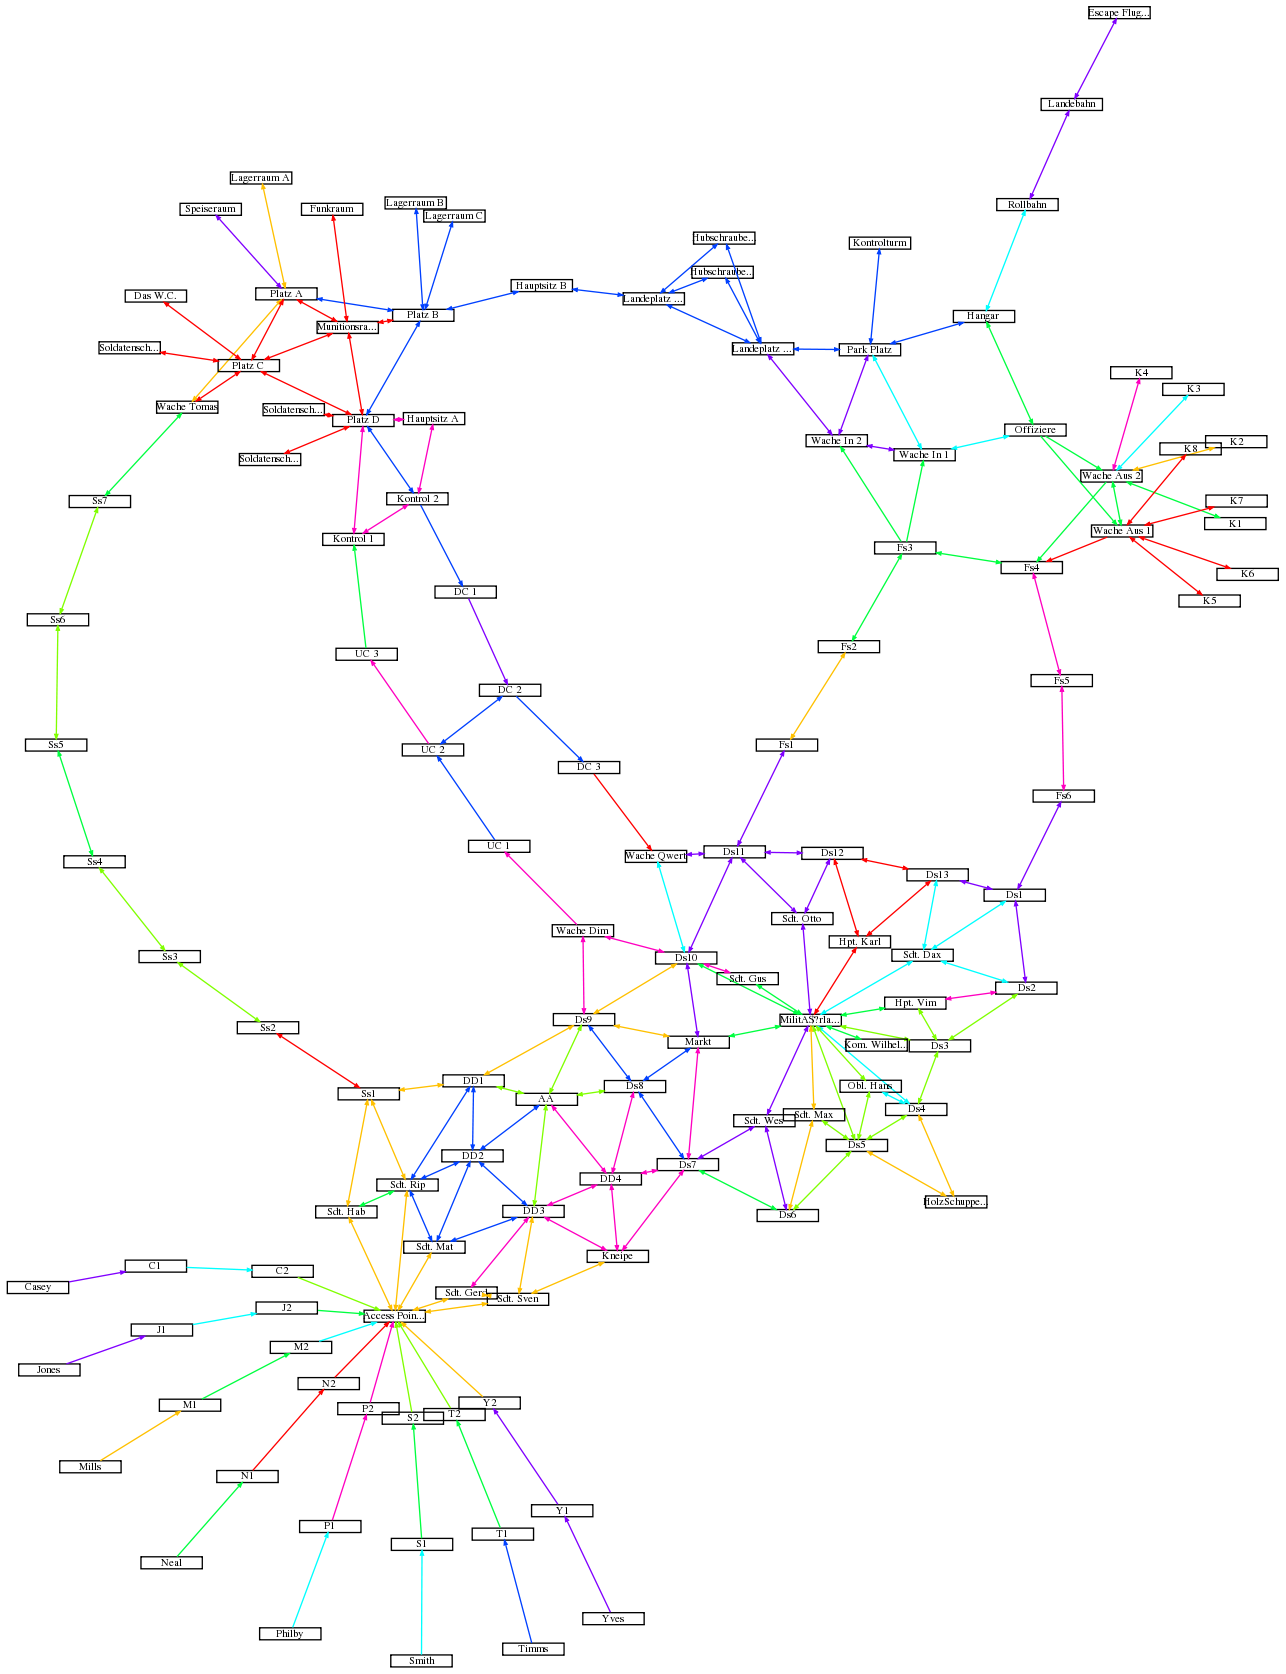 Escape Flug...
Landebahn
Lagerraum A
Rollbahn
Speiseraum
Funkraum
Lagerraum B
Lagerraum C
Hubschraube...
Kontrolturm
Hubschraube...
Hauptsitz B
Das W.C.
Platz A
Landeplatz ...
Platz B
Hangar
Munitionsra...
Soldatensch...
Landeplatz ...
Park Platz
Platz C
K4
K3
Wache Tomas
Soldatensch...
Platz D
Hauptsitz A
Offiziere
Wache In 2
K2
K8
Wache In 1
Soldatensch...
Wache Aus 2
Kontrol 2
Ss7
K7
K1
Wache Aus 1
Kontrol 1
Fs3
Fs4
K6
DC 1
K5
Ss6
Fs2
UC 3
Fs5
DC 2
Ss5
Fs1
UC 2
DC 3
Fs6
UC 1
Ds11
Ds12
Wache Qwert
Ss4
Ds13
Ds1
Sdt. Otto
Wache Dim
Hpt. Karl
Sdt. Dax
Ss3
Ds10
Sdt. Gus
Ds2
Hpt. Vim
Ds9
MilitAS?rla...
Ss2
Markt
Kom. Wilhel...
Ds3
DD1
Ds8
Obl. Hans
Ss1
AA
Ds4
Sdt. Max
Sdt. Wes
Ds5
DD2
Ds7
DD4
Sdt. Rip
HolzSchuppe...
Sdt. Hab
DD3
Ds6
Sdt. Mat
Kneipe
C1
C2
Casey
Sdt. Gerd
Sdt. Sven
J2
Access Poin...
J1
M2
Jones
N2
Y2
M1
P2
T2
S2
Mills
N1
Y1
P1
T1
S1
Neal
Yves
Philby
Timms
Smith